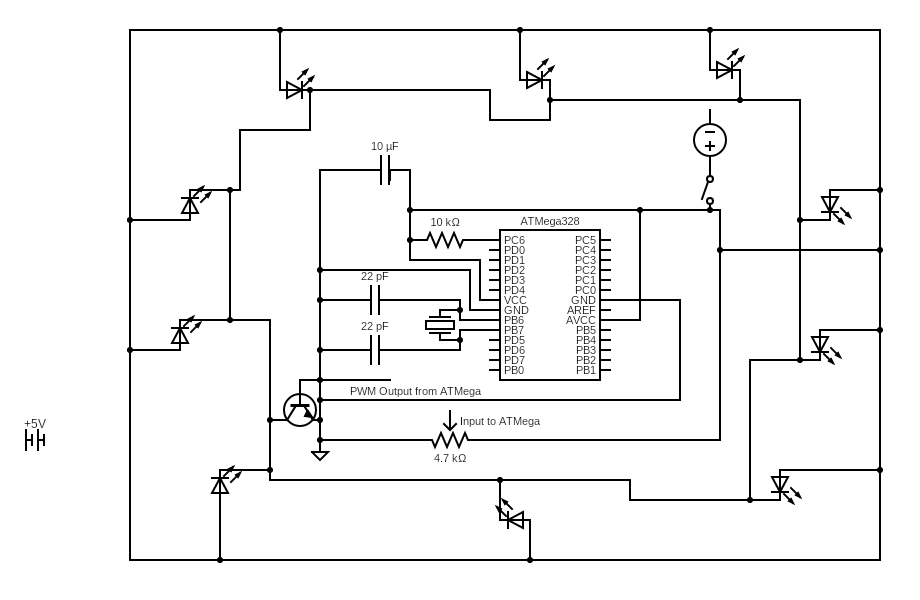 10 µF
10 kΩ
ATMega328
PC6 PC5
PD0 PC4
PD1 PC3
PD2 PC2
PD3 PC1
PD4 PC0
VCC GND
GND AREF
PB6 AVCC
PB7 PB5
PD5 PB4
PD6 PB3
PD7 PB2
PB0 PB1
22 pF
22 pF
PWM Output from ATMega
Input to ATMega
4.7 kΩ
+5V